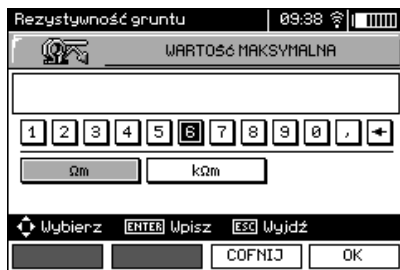 Rezystywność gruntu 09:38
WARTOŚĆ MAKSYMALNA
1 2 3 4 5 6 7 8 9 0 ,
Ωm kΩm
Wybierz ENTER Wpisz ESC Wyjdź
COFNIJ OK